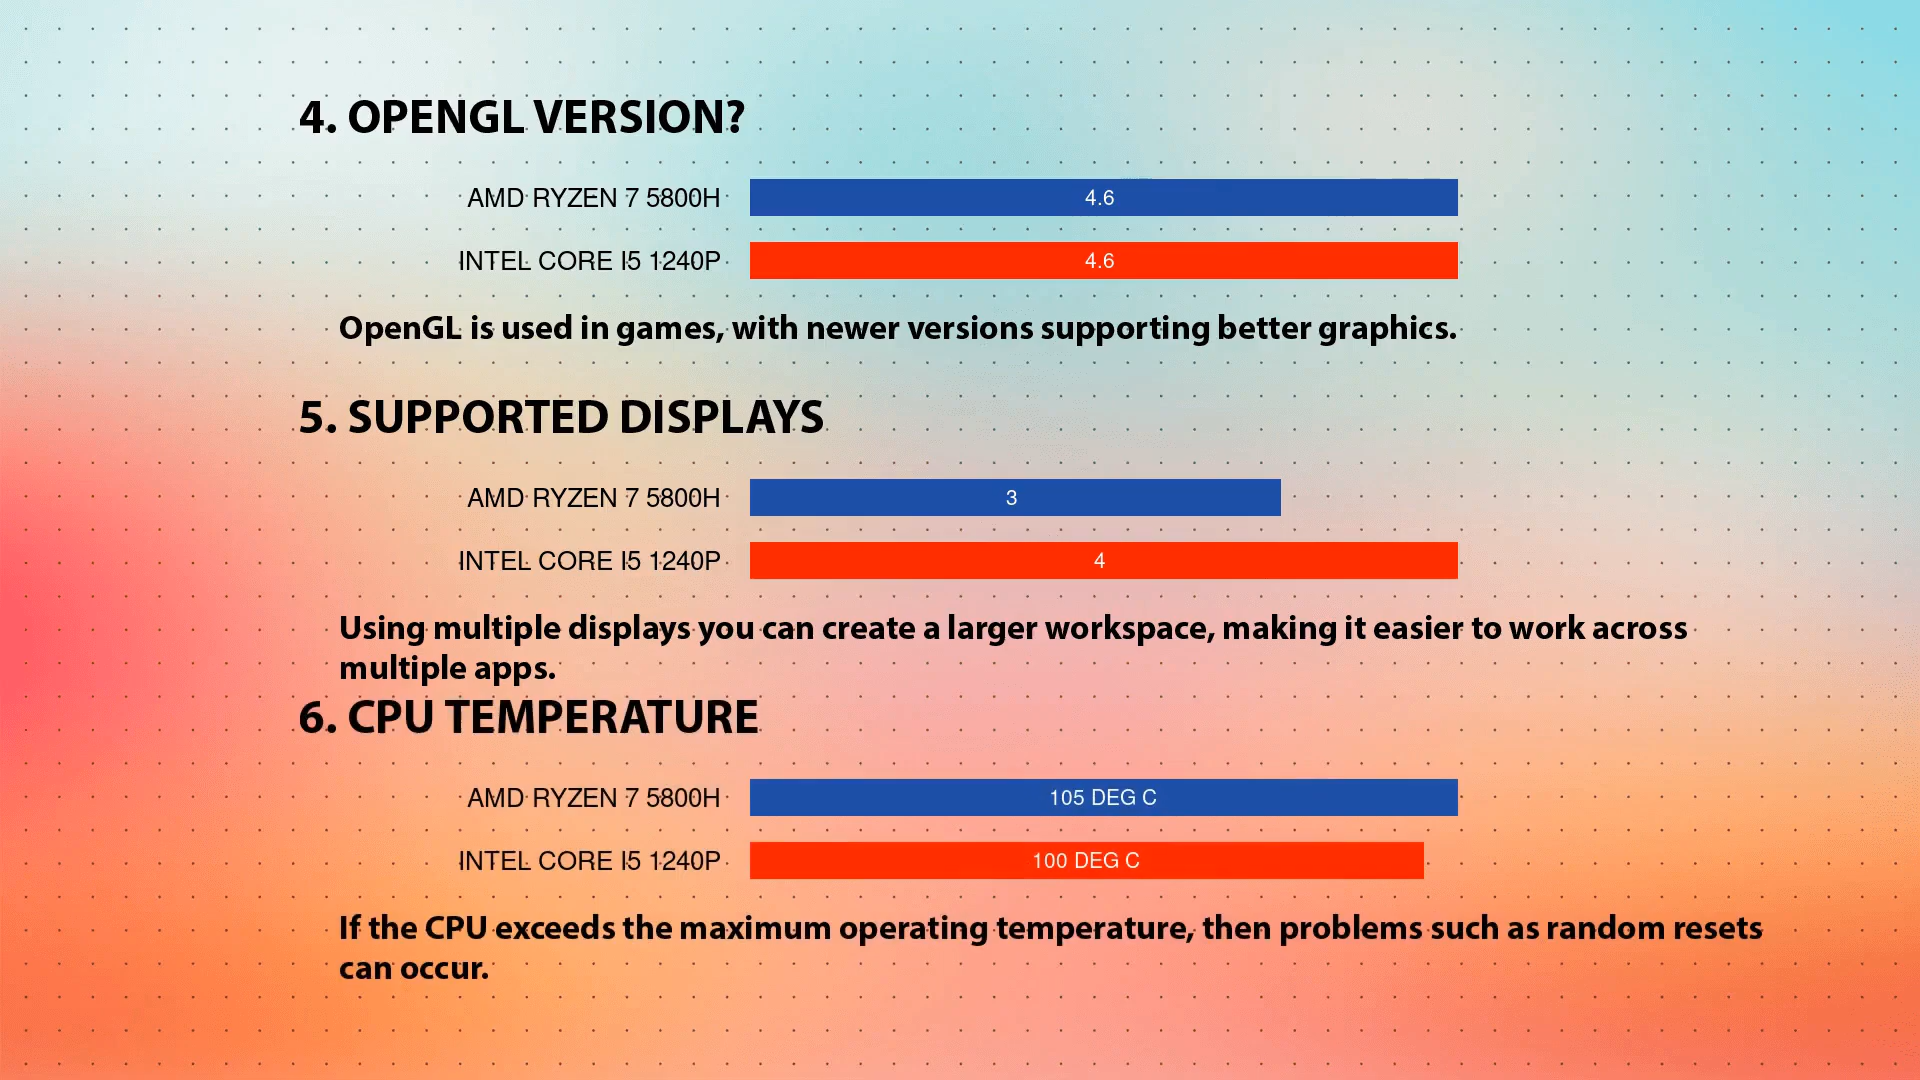 4. OPENGL VERSION?
AMD RYZEN 7 5800H
4.6
INTEL CORE I5 1240P
4.6
OpenGL is used in games, with newer versions supporting better graphics.
5. SUPPORTED DISPLAYS
AMD RYZEN 7 5800H
3
INTEL CORE I5 1240P
4
Using multiple displays you can create a larger workspace, making it easier to work across
multiple apps.
6. CPU TEMPERATURE
AMD RYZEN 7 5800H
105 DEG C
INTEL CORE I5 1240P
100 DEG C
If the CPU exceeds the maximum operating temperature, then problems such as random resets
can occur.